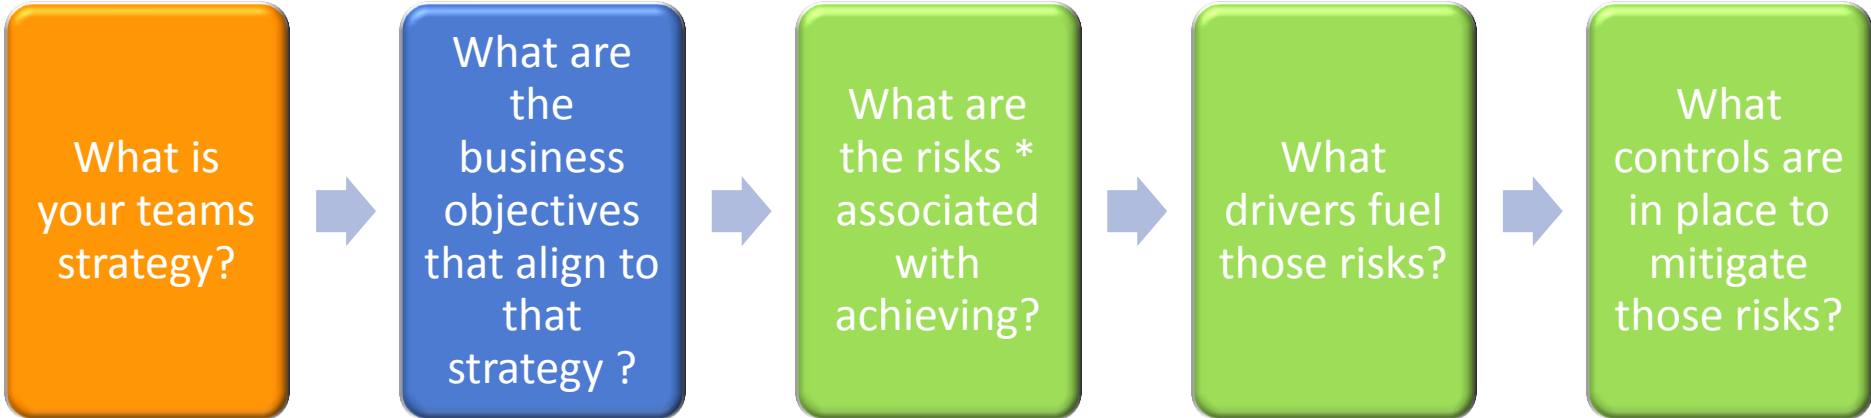 What is
your teams
strategy?
What are
the
business
objectives
that align to
that
strategy ?
What are
the risks *
associated
with
achieving?
What
drivers fuel
those risks?
What
controls are
in place to
mitigate
those risks?